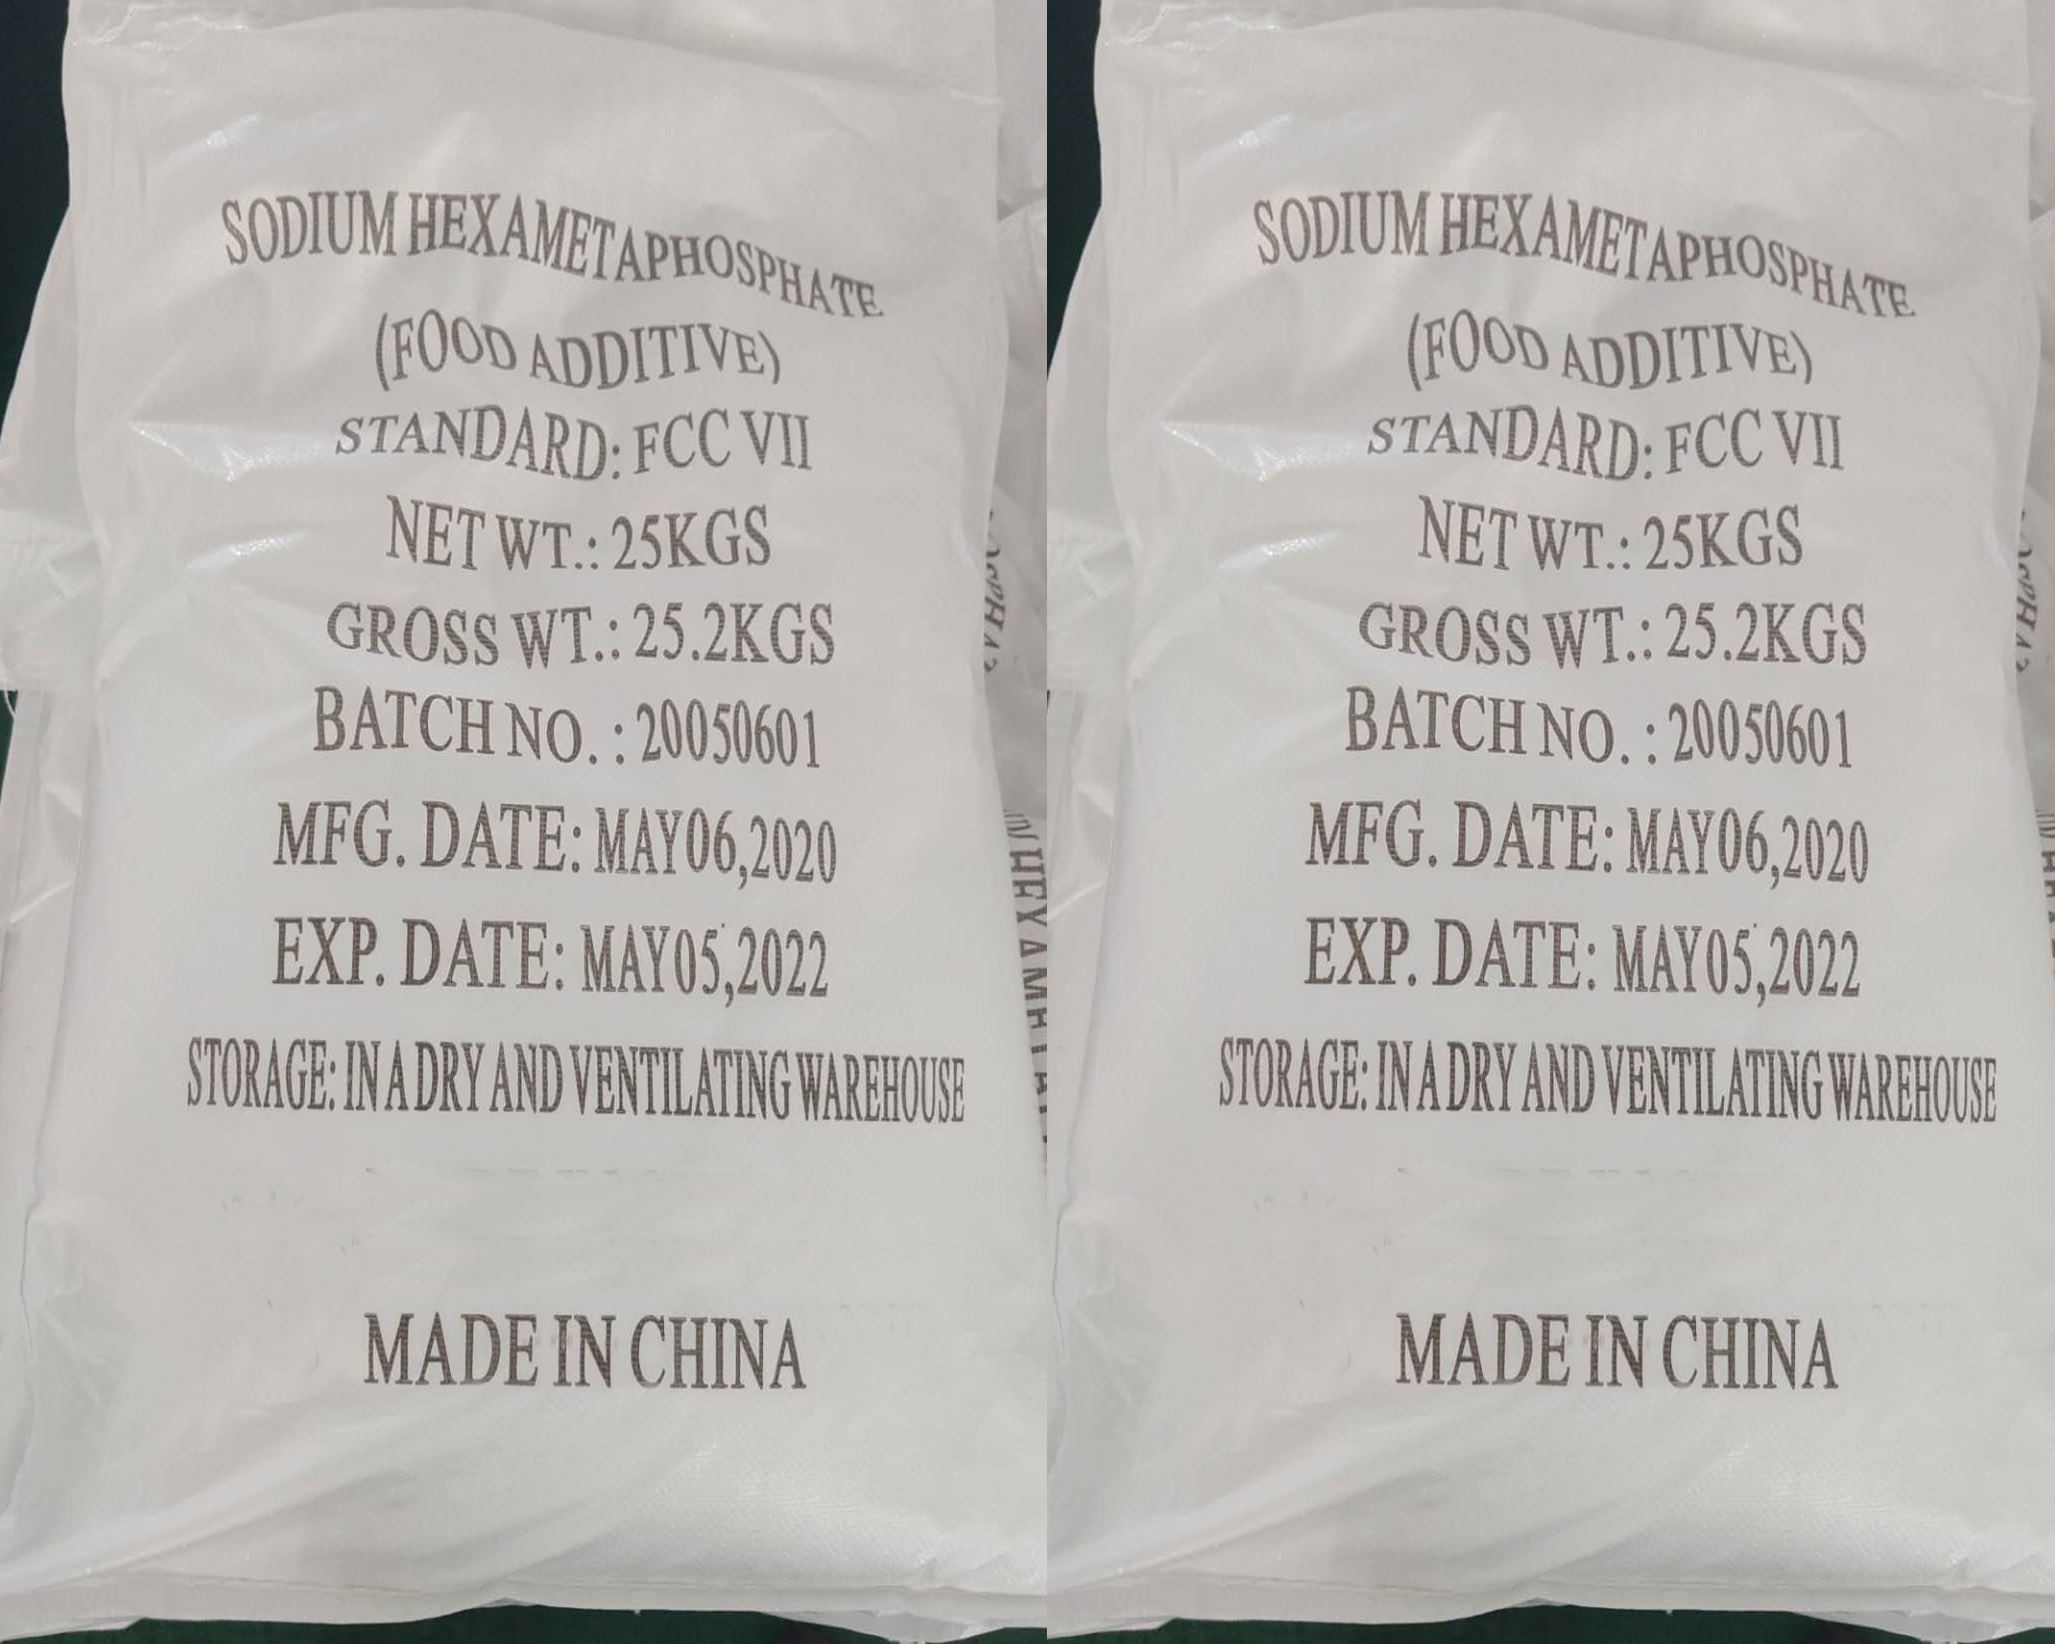 SODIUM HEXAMETAPHOSPHATE
(FOOD ADDITIVE)
STANDARD: FCC VII
NET WT.: 25KGS
GROSS WT.: 25.2KGS
BATCH NO. : 20050601
MFG. DATE: MAY06,2020
EXP. DATE: MAY05,2022
STORAGE: IN A DRY AND VENTILATING WAREHOUSE
MADE IN CHINA
SODIUM HEXAMETAPHOSPHATE
(FOOD ADDITIVE)
STANDARD: FCC VII
NET WT.: 25KGS
GROSS WT.: 25.2KGS
BATCH NO. : 20050601
MFG. DATE: MAY06,2020
EXP. DATE: MAY05,2022
STORAGE: IN A DRY AND VENTILATING WAREHOUSE
MADE IN CHINA